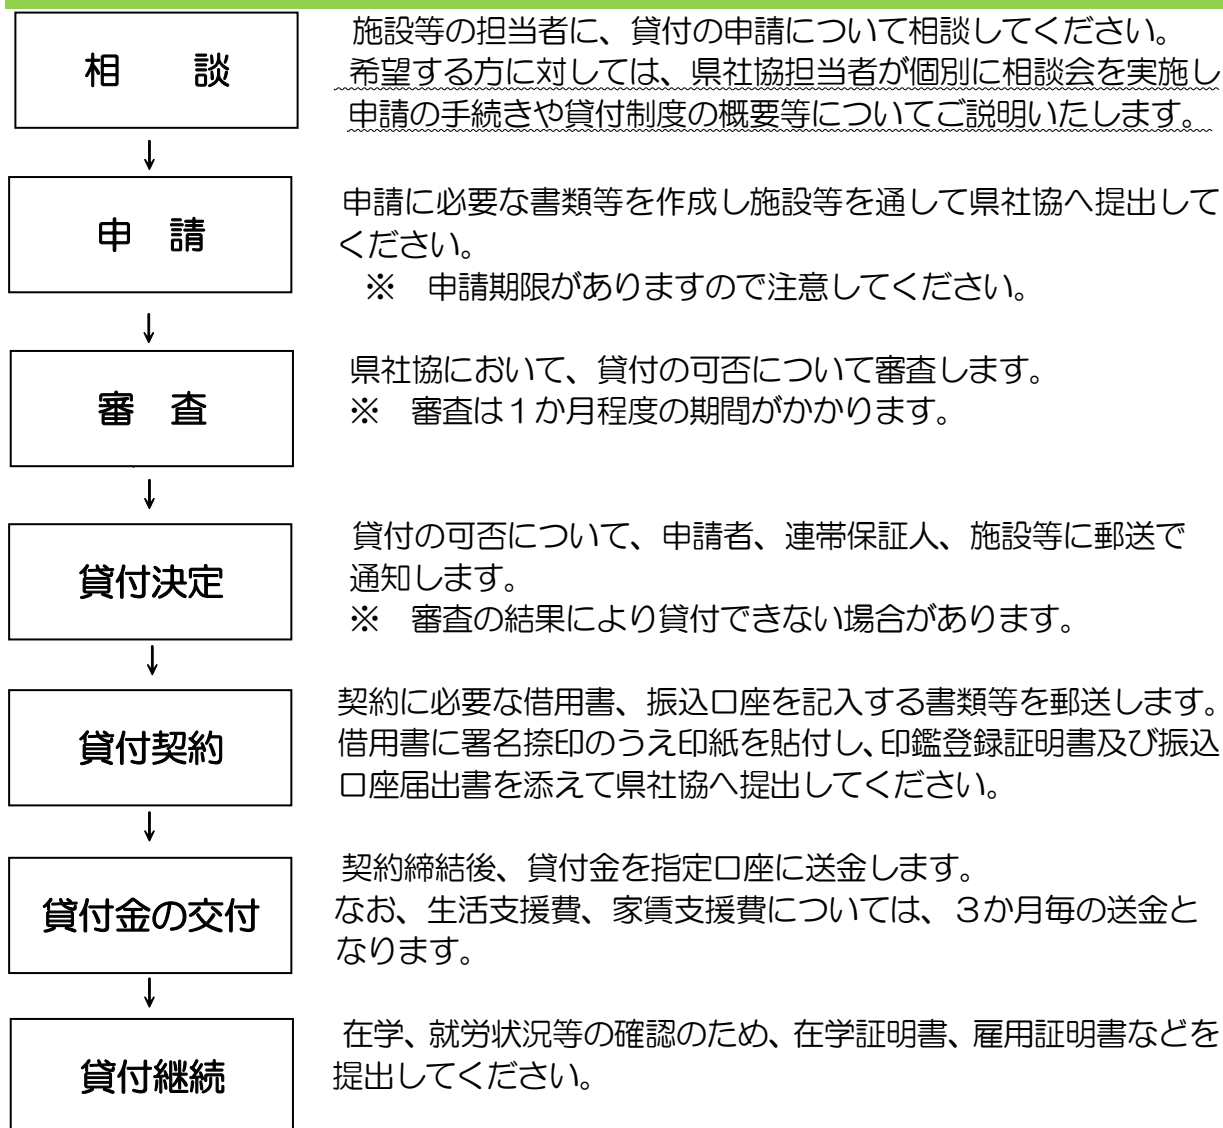 相　談
施設等の担当者に、貸付の申請について相談してください。
希望する方に対しては、県社協担当者が個別に相談会を実施し
申請の手続きや貸付制度の概要等についてご説明いたします。
↓
申　請
申請に必要な書類等を作成し施設等を通して県社協へ提出して
ください。
※　申請期限がありますので注意してください。
↓
審　査
県社協において、貸付の可否について審査します。
※　審査は１か月程度の期間がかかります。
↓
貸付決定
貸付の可否について、申請者、連帯保証人、施設等に郵送で
通知します。
※　審査の結果により貸付できない場合があります。
↓
貸付契約
契約に必要な借用書、振込口座を記入する書類等を郵送します。
借用書に署名捺印のうえ印紙を貼付し、印鑑登録証明書及び振込
口座届出書を添えて県社協へ提出してください。
↓
貸付金の交付
契約締結後、貸付金を指定口座に送金します。
なお、生活支援費、家賃支援費については、３か月毎の送金と
なります。
↓
貸付継続
在学、就労状況等の確認のため、在学証明書、雇用証明書などを
提出してください。